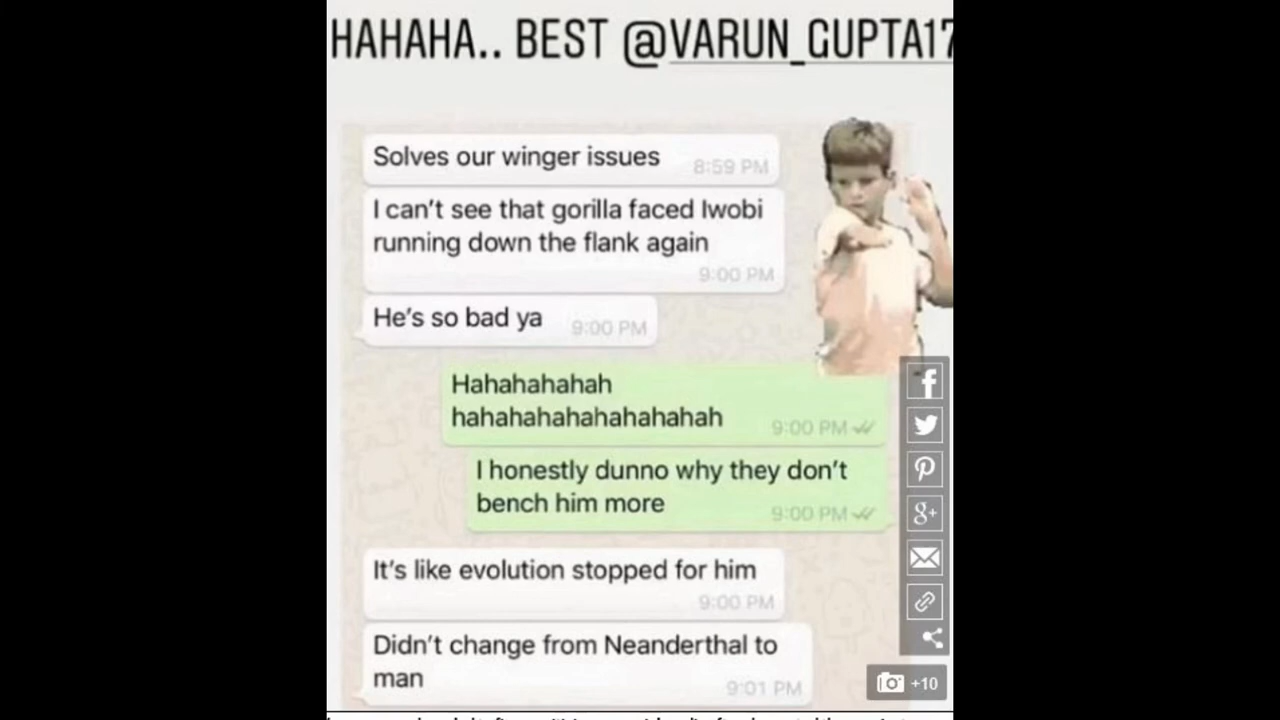 HAHAHA.. BEST @VARUN_GUPTA17
Solves our winger issues 8:59 PM
I can't see that gorilla faced Iwobi
running down the flank again
9:00 PM
He's so bad ya 9:00 PM
Hahahahahah
hahahahahahahahahah 9:00 PM
I honestly dunno why they don't
bench him more 9:00 PM
It's like evolution stopped for him
9:00 PM
Didn't change from Neanderthal to
man 9:01 PM
+10